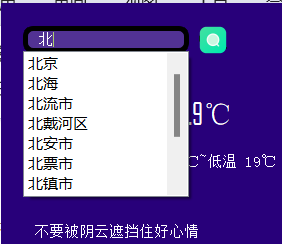 北
北京
北海
北流市
北戴河区
北安市
北票市
北镇市
.9℃
℃~低温 19℃
不要被阴云遮挡住好心情